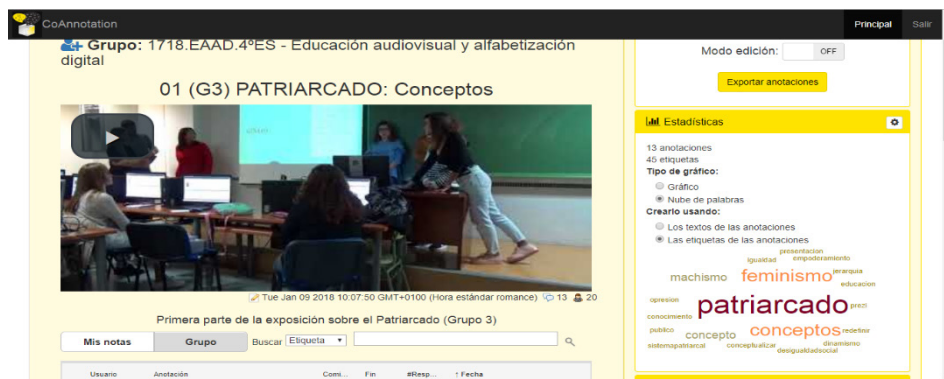 CoAnnotation
Principal
Salir
Grupo: 1718.EAAD.4ºES - Educación audiovisual y alfabetización
digital
01 (G3) PATRIARCADO: Conceptos
Tue Jan 09 2018 10:07:50 GMT+0100 (Hora estándar romance) 13 20
Primera parte de la exposición sobre el Patriarcado (Grupo 3)
Mis notas
Grupo
Buscar Etiqueta
Usuario
Anotación
Comi...
Fin
#Resp...
↑ Fecha
Modo edición: OFF
Exportar anotaciones
Estadísticas
13 anotaciones
45 etiquetas
Tipo de gráfico:
Gráfico
Nube de palabras
Crearlo usando:
Los textos de las anotaciones
Las etiquetas de las anotaciones
presentacion
igualdad empoderamiento
machismo feminismo jerarquia
educacion
opresion patriarcado prezi
conocimiento
publico concepto conceptos redefinir
sistemapatriarcal conceptualizar dinamismo
desigualdadsocial